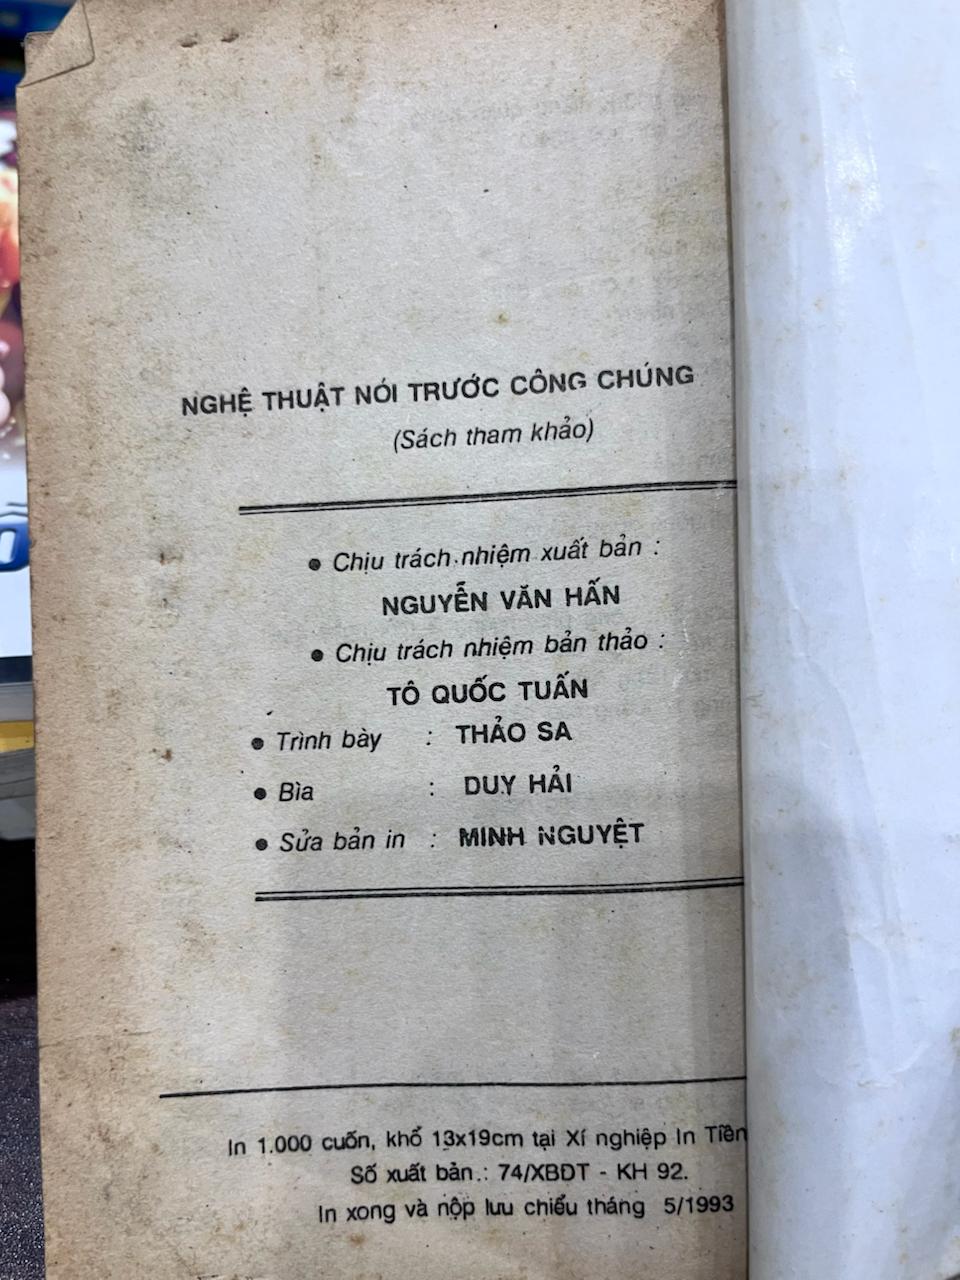 NGHỆ THUẬT NÓI TRƯỚC CÔNG CHÚNG
(Sách tham khảo)
● Chịu trách nhiệm xuất bản :
NGUYỄN VĂN HẤN
● Chịu trách nhiệm bản thảo :
TÔ QUỐC TUẤN
● Trình bày : THẢO SA
● Bìa : DUY HẢI
● Sửa bản in : MINH NGUYỆT
In 1.000 cuốn, khổ 13x19cm tại Xí nghiệp In Tiền
Số xuất bản : 74/XBĐT - KH 92.
In xong và nộp lưu chiểu tháng 5/1993